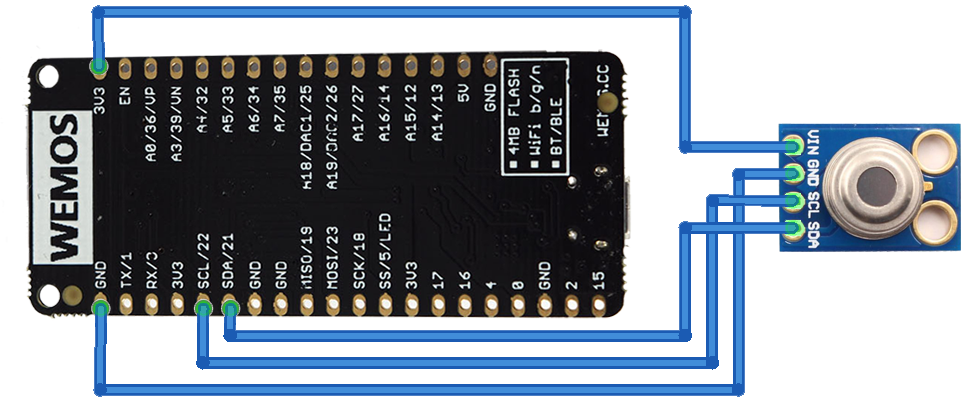 3V3
EN
A0/36/VP
A3/39/VN
A4/32
A5/33
A6/34
A7/35
A18/DAC1/25
A19/DAC2/26
A17/27
A16/14
A15/12
A14/13
5V
GND
4MB FLASH
WiFi b/g/n
BT/BLE
WEMOS
GND
TX/1
RX/3
3V3
SCL/22
SDA/21
GND
GND
MISO/19
MOSI/23
SCK/18
SS/5/LED
3V3
17
16
4
0
GND
2
15
VIN GND SCL SDA